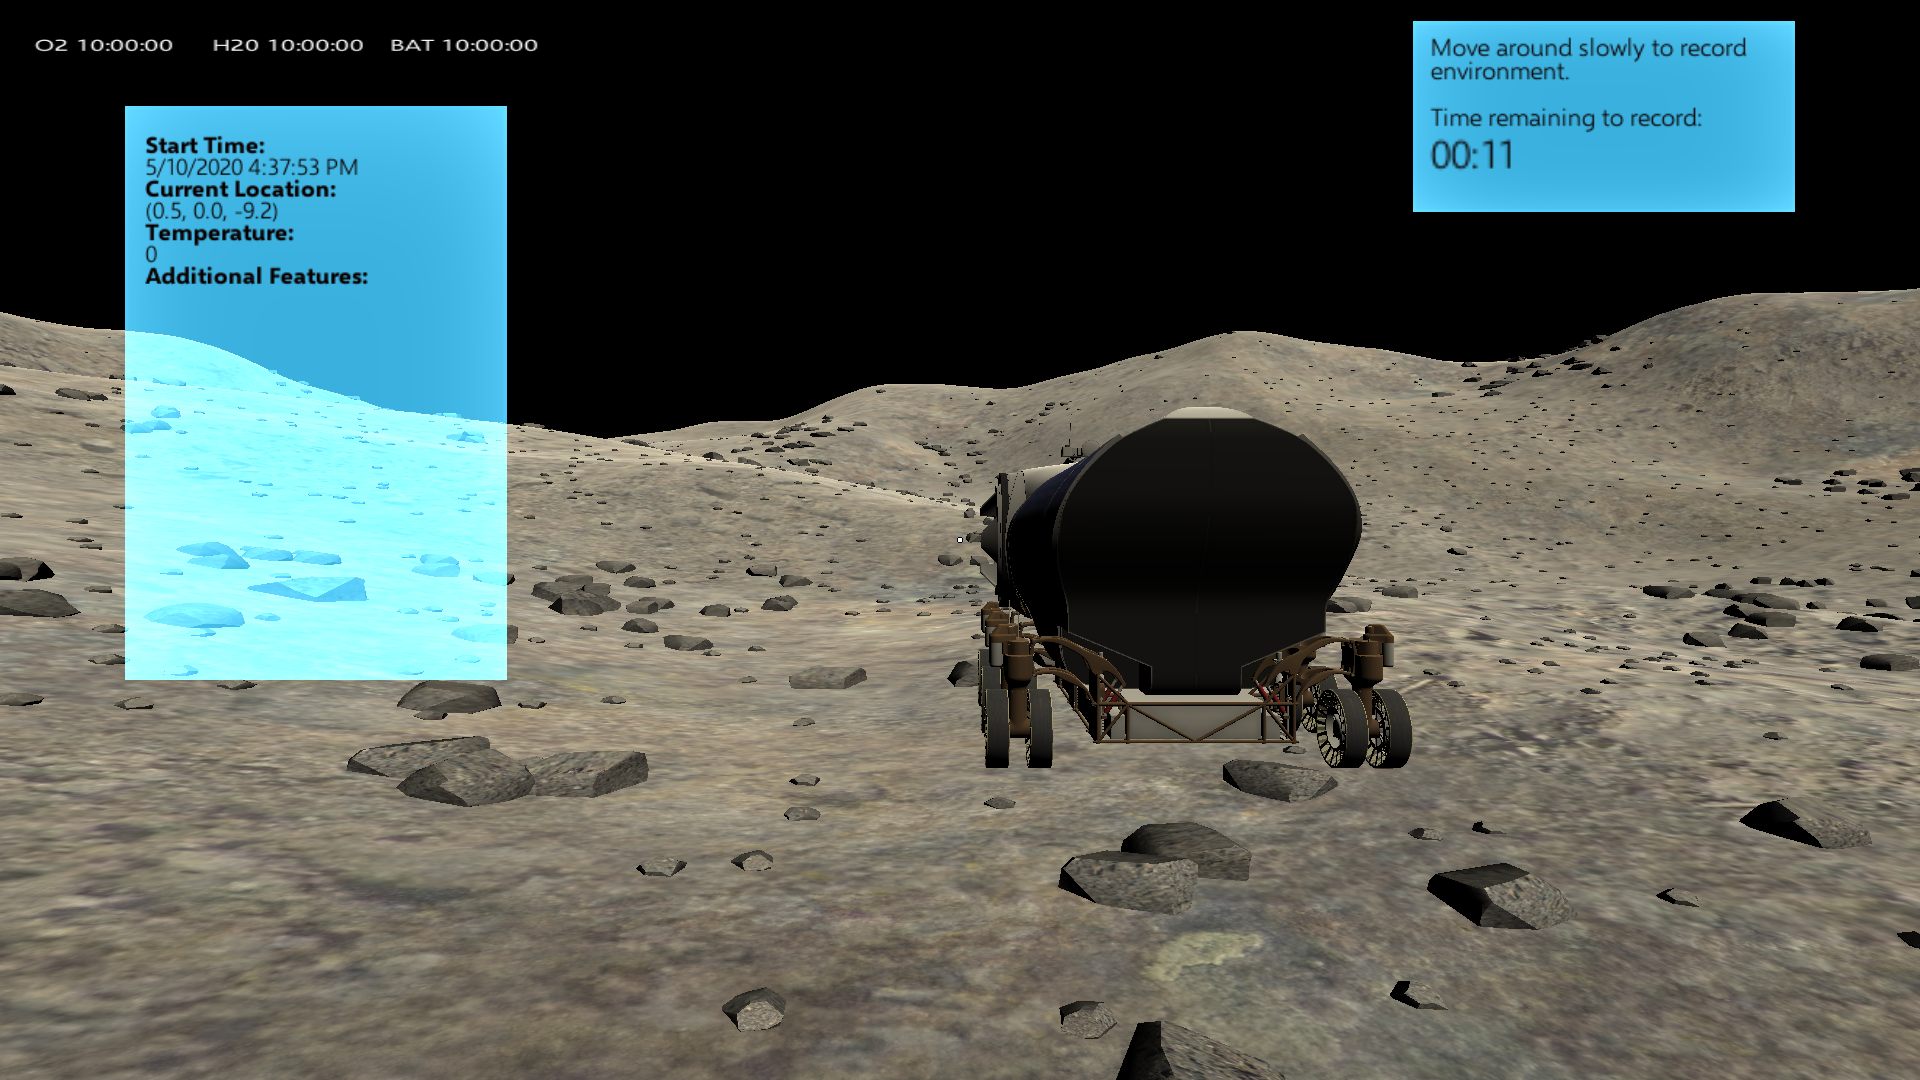 O2 10:00:00 H20 10:00:00 BAT 10:00:00
Move around slowly to record
environment.
Time remaining to record:
00:11
Start Time:
5/10/2020 4:37:53 PM
Current Location:
(0.5, 0.0, -9.2)
Temperature:
0
Additional Features: